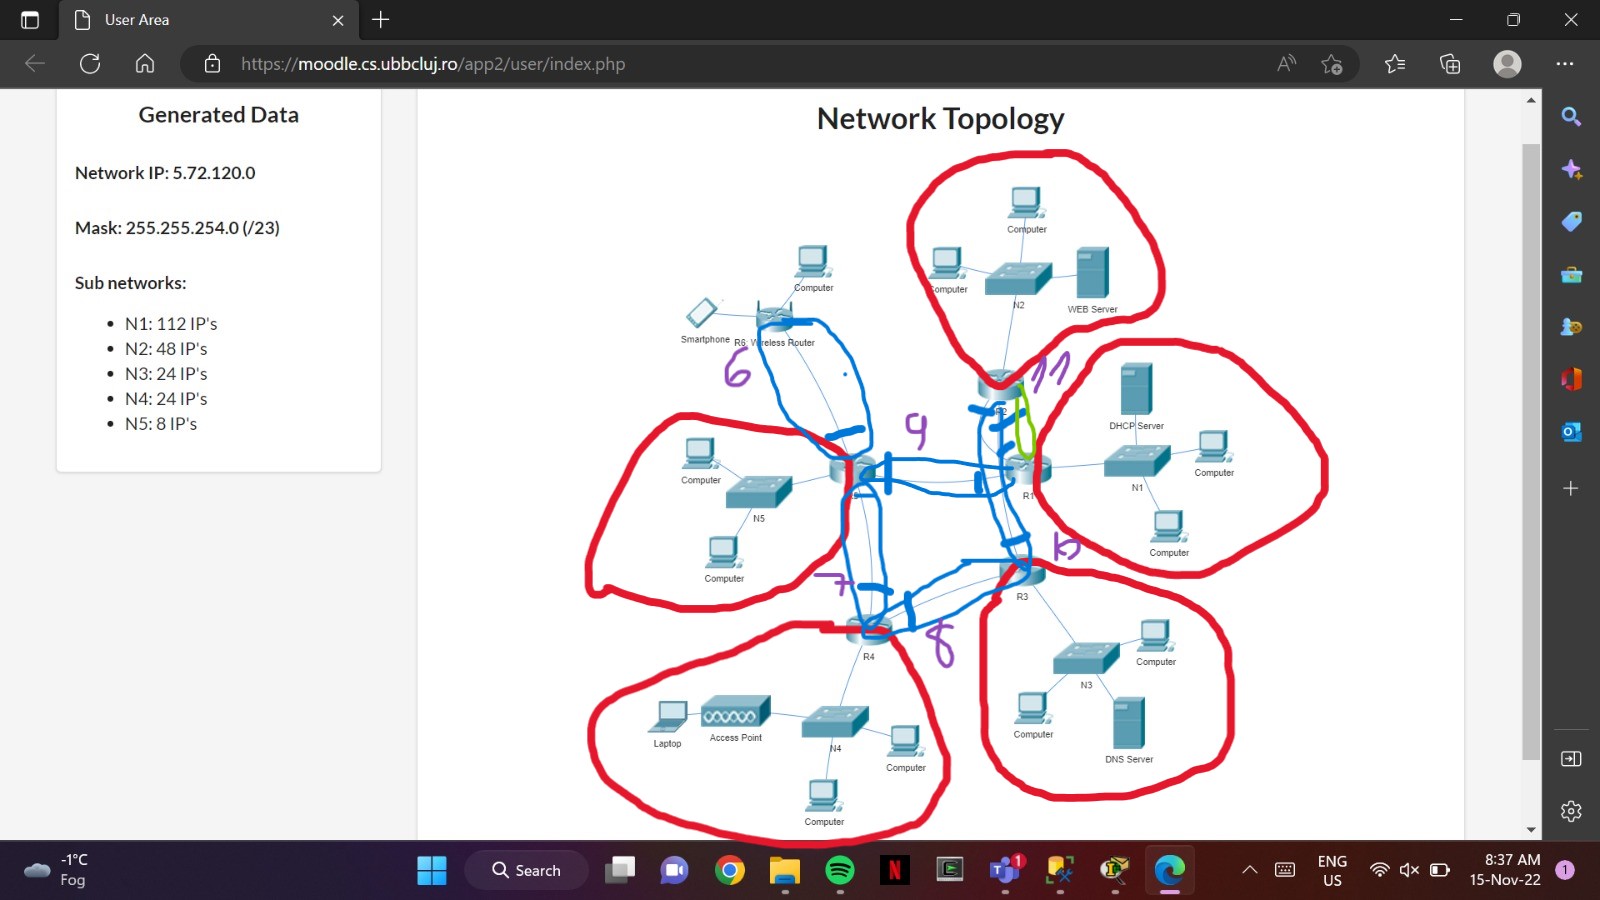 User Area
https://moodle.cs.ubbcluj.ro/app2/user/index.php
Generated Data
Network IP: 5.72.120.0
Mask: 255.255.254.0 (/23)
Sub networks:
N1: 112 IP's
N2: 48 IP's
N3: 24 IP's
N4: 24 IP's
N5: 8 IP's
Network Topology
Computer
Computer
N2
WEB Server
Computer
Smartphone
R6: Wireless Router
6
11
R2
9
DHCP Server
Computer
N1
R1
Computer
Computer
N5
Computer
7
R3
8
R4
Computer
N3
Computer
DNS Server
Laptop
Access Point
N4
Computer
Computer
-1°C
Fog
Search
1
ENG
US
8:37 AM
15-Nov-22
1